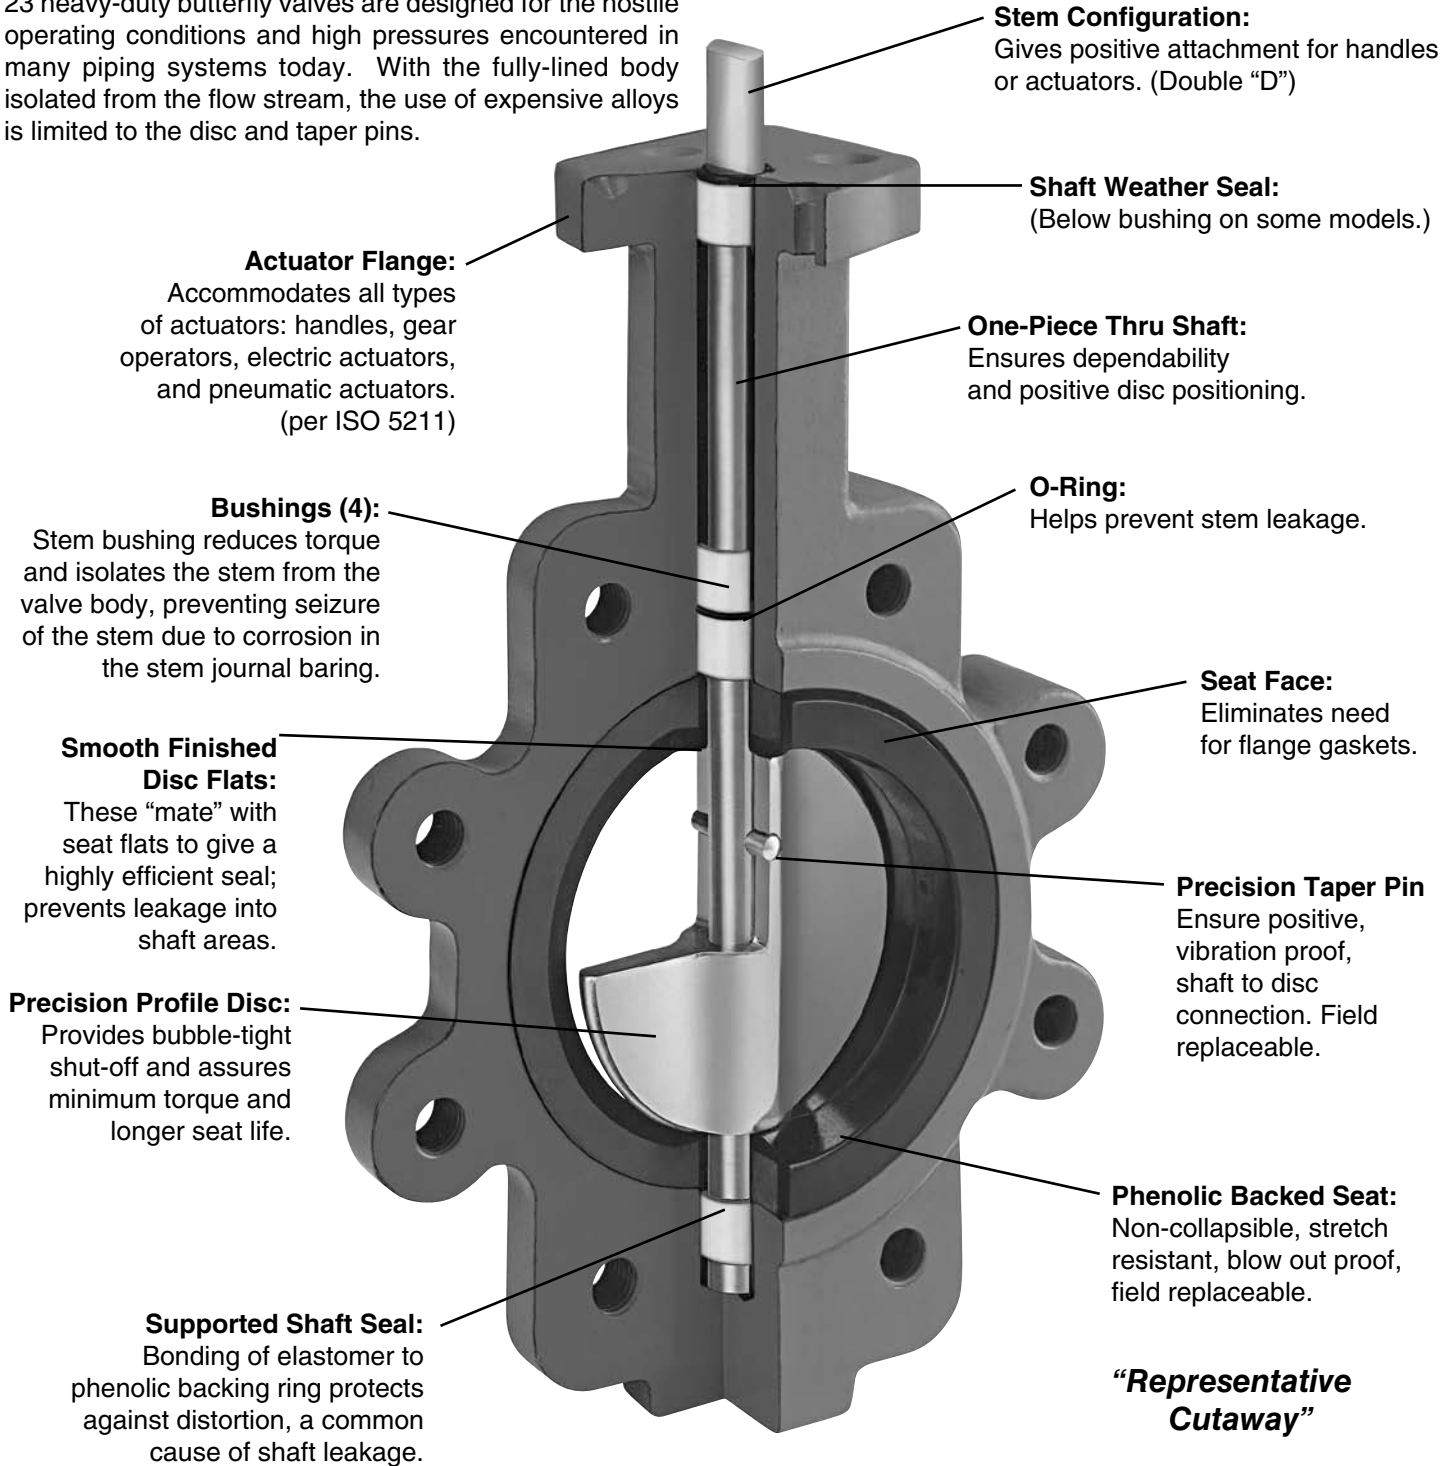 23 heavy-duty butterfly valves are designed for the hostile
operating conditions and high pressures encountered in
many piping systems today. With the fully-lined body
isolated from the flow stream, the use of expensive alloys
is limited to the disc and taper pins.
Stem Configuration:
Gives positive attachment for handles
or actuators. (Double “D”)
Shaft Weather Seal:
(Below bushing on some models.)
Actuator Flange:
Accommodates all types
of actuators: handles, gear
operators, electric actuators,
and pneumatic actuators.
(per ISO 5211)
One-Piece Thru Shaft:
Ensures dependability
and positive disc positioning.
O-Ring:
Helps prevent stem leakage.
Bushings (4):
Stem bushing reduces torque
and isolates the stem from the
valve body, preventing seizure
of the stem due to corrosion in
the stem journal baring.
Seat Face:
Eliminates need
for flange gaskets.
Smooth Finished
Disc Flats:
These “mate” with
seat flats to give a
highly efficient seal;
prevents leakage into
shaft areas.
Precision Taper Pin
Ensure positive,
vibration proof,
shaft to disc
connection. Field
replaceable.
Precision Profile Disc:
Provides bubble-tight
shut-off and assures
minimum torque and
longer seat life.
Phenolic Backed Seat:
Non-collapsible, stretch
resistant, blow out proof,
field replaceable.
Supported Shaft Seal:
Bonding of elastomer to
phenolic backing ring protects
against distortion, a common
cause of shaft leakage.
“Representative
Cutaway”